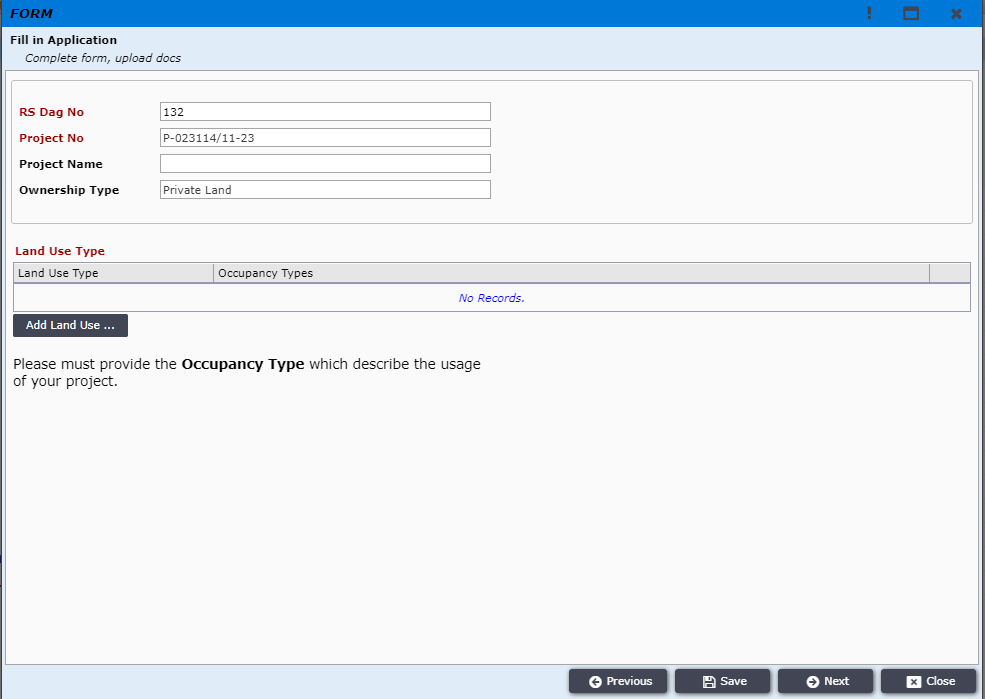 FORM
Fill in Application
Complete form, upload docs
RS Dag No 132
Project No P-023114/11-23
Project Name
Ownership Type Private Land
Land Use Type
Land Use Type Occupancy Types
No Records.
Add Land Use ...
Please must provide the Occupancy Type which describe the usage
of your project.
Previous Save Next Close